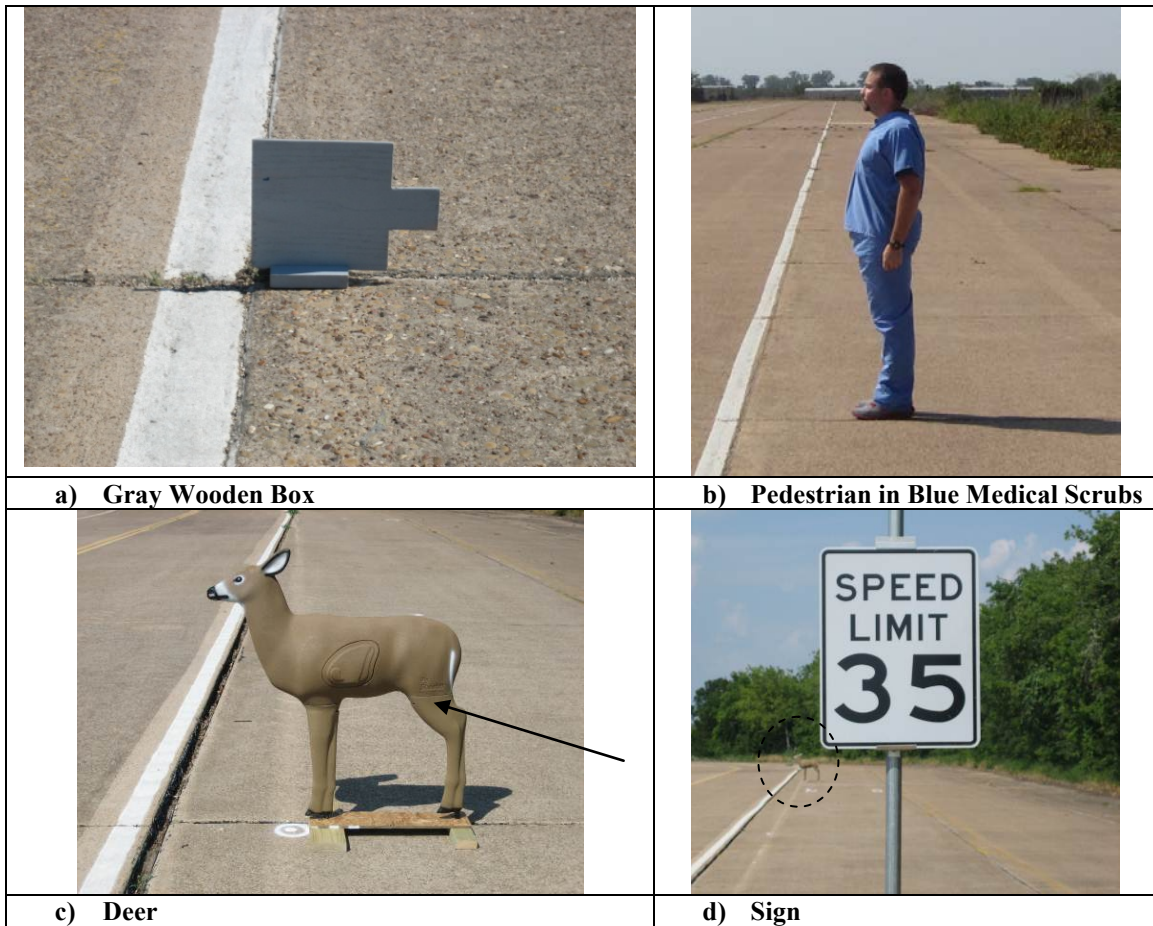 a) Gray Wooden Box
b) Pedestrian in Blue Medical Scrubs
SPEED
LIMIT
35
c) Deer
d) Sign